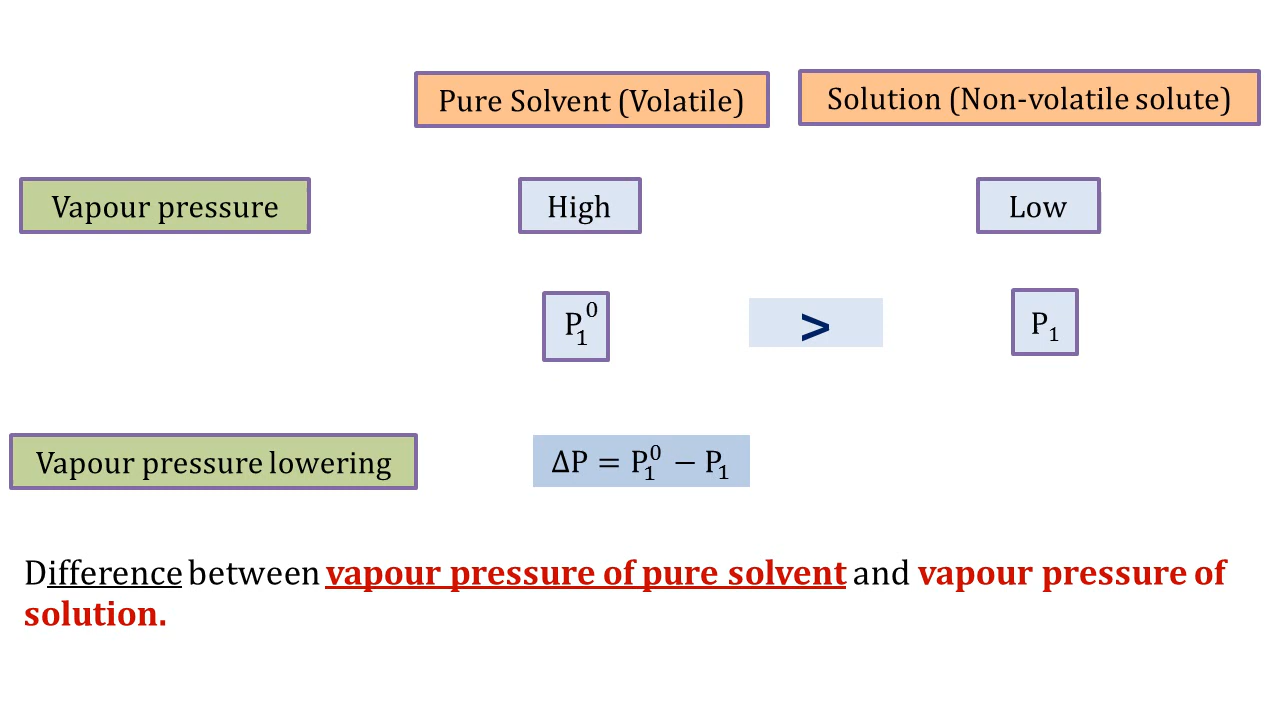 Pure Solvent (Volatile) Solution (Non-volatile solute)
Vapour pressure High Low
P₁⁰ > P₁
Vapour pressure lowering ΔP = P₁⁰ − P₁
Difference between vapour pressure of pure solvent and vapour pressure of
solution.